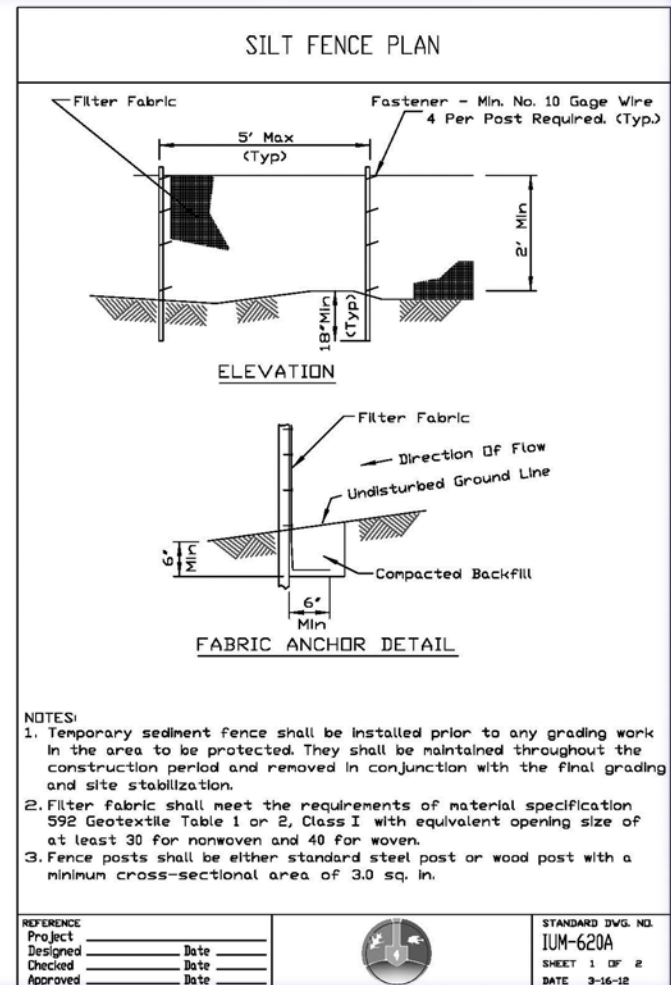 SILT FENCE PLAN
Filter Fabric
Fastener - Min. No. 10 Gage Wire
4 Per Post Required. (Typ.)
5' Max
(Typ)
2' Min
18"Min
(Typ)
ELEVATION
Filter Fabric
Direction Of Flow
Undisturbed Ground Line
6"
Min
Compacted Backfill
6"
Min
FABRIC ANCHOR DETAIL
NOTES:
1. Temporary sediment fence shall be installed prior to any grading work
in the area to be protected. They shall be maintained throughout the
construction period and removed in conjunction with the final grading
and site stabilization.
2. Filter fabric shall meet the requirements of material specification
592 Geotextile Table 1 or 2, Class I with equivalent opening size of
at least 30 for nonwoven and 40 for woven.
3. Fence posts shall be either standard steel post or wood post with a
minimum cross-sectional area of 3.0 sq. in.
REFERENCE
Project
Designed Date
Checked Date
Approved Date
STANDARD DWG. NO.
IUM-620A
SHEET 1 OF 2
DATE 3-16-12